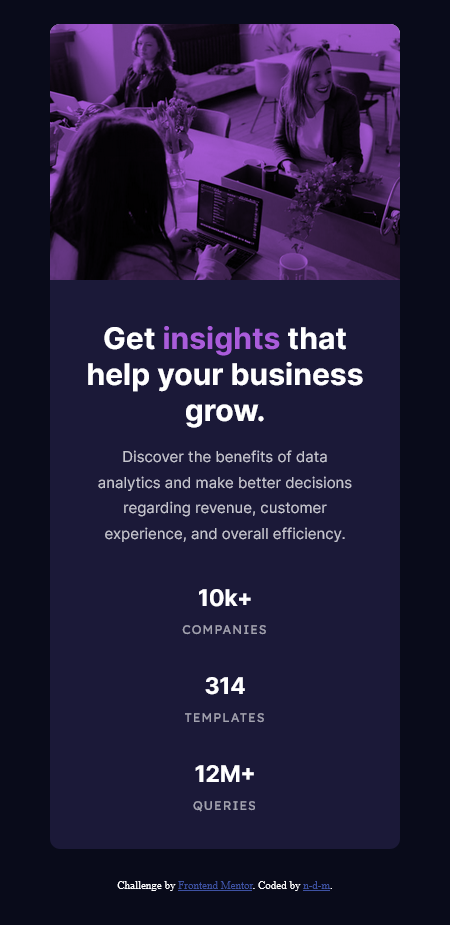 Get insights that
help your business
grow.
Discover the benefits of data
analytics and make better decisions
regarding revenue, customer
experience, and overall efficiency.
10k+
COMPANIES
314
TEMPLATES
12M+
QUERIES
Challenge by Frontend Mentor. Coded by n-d-m.